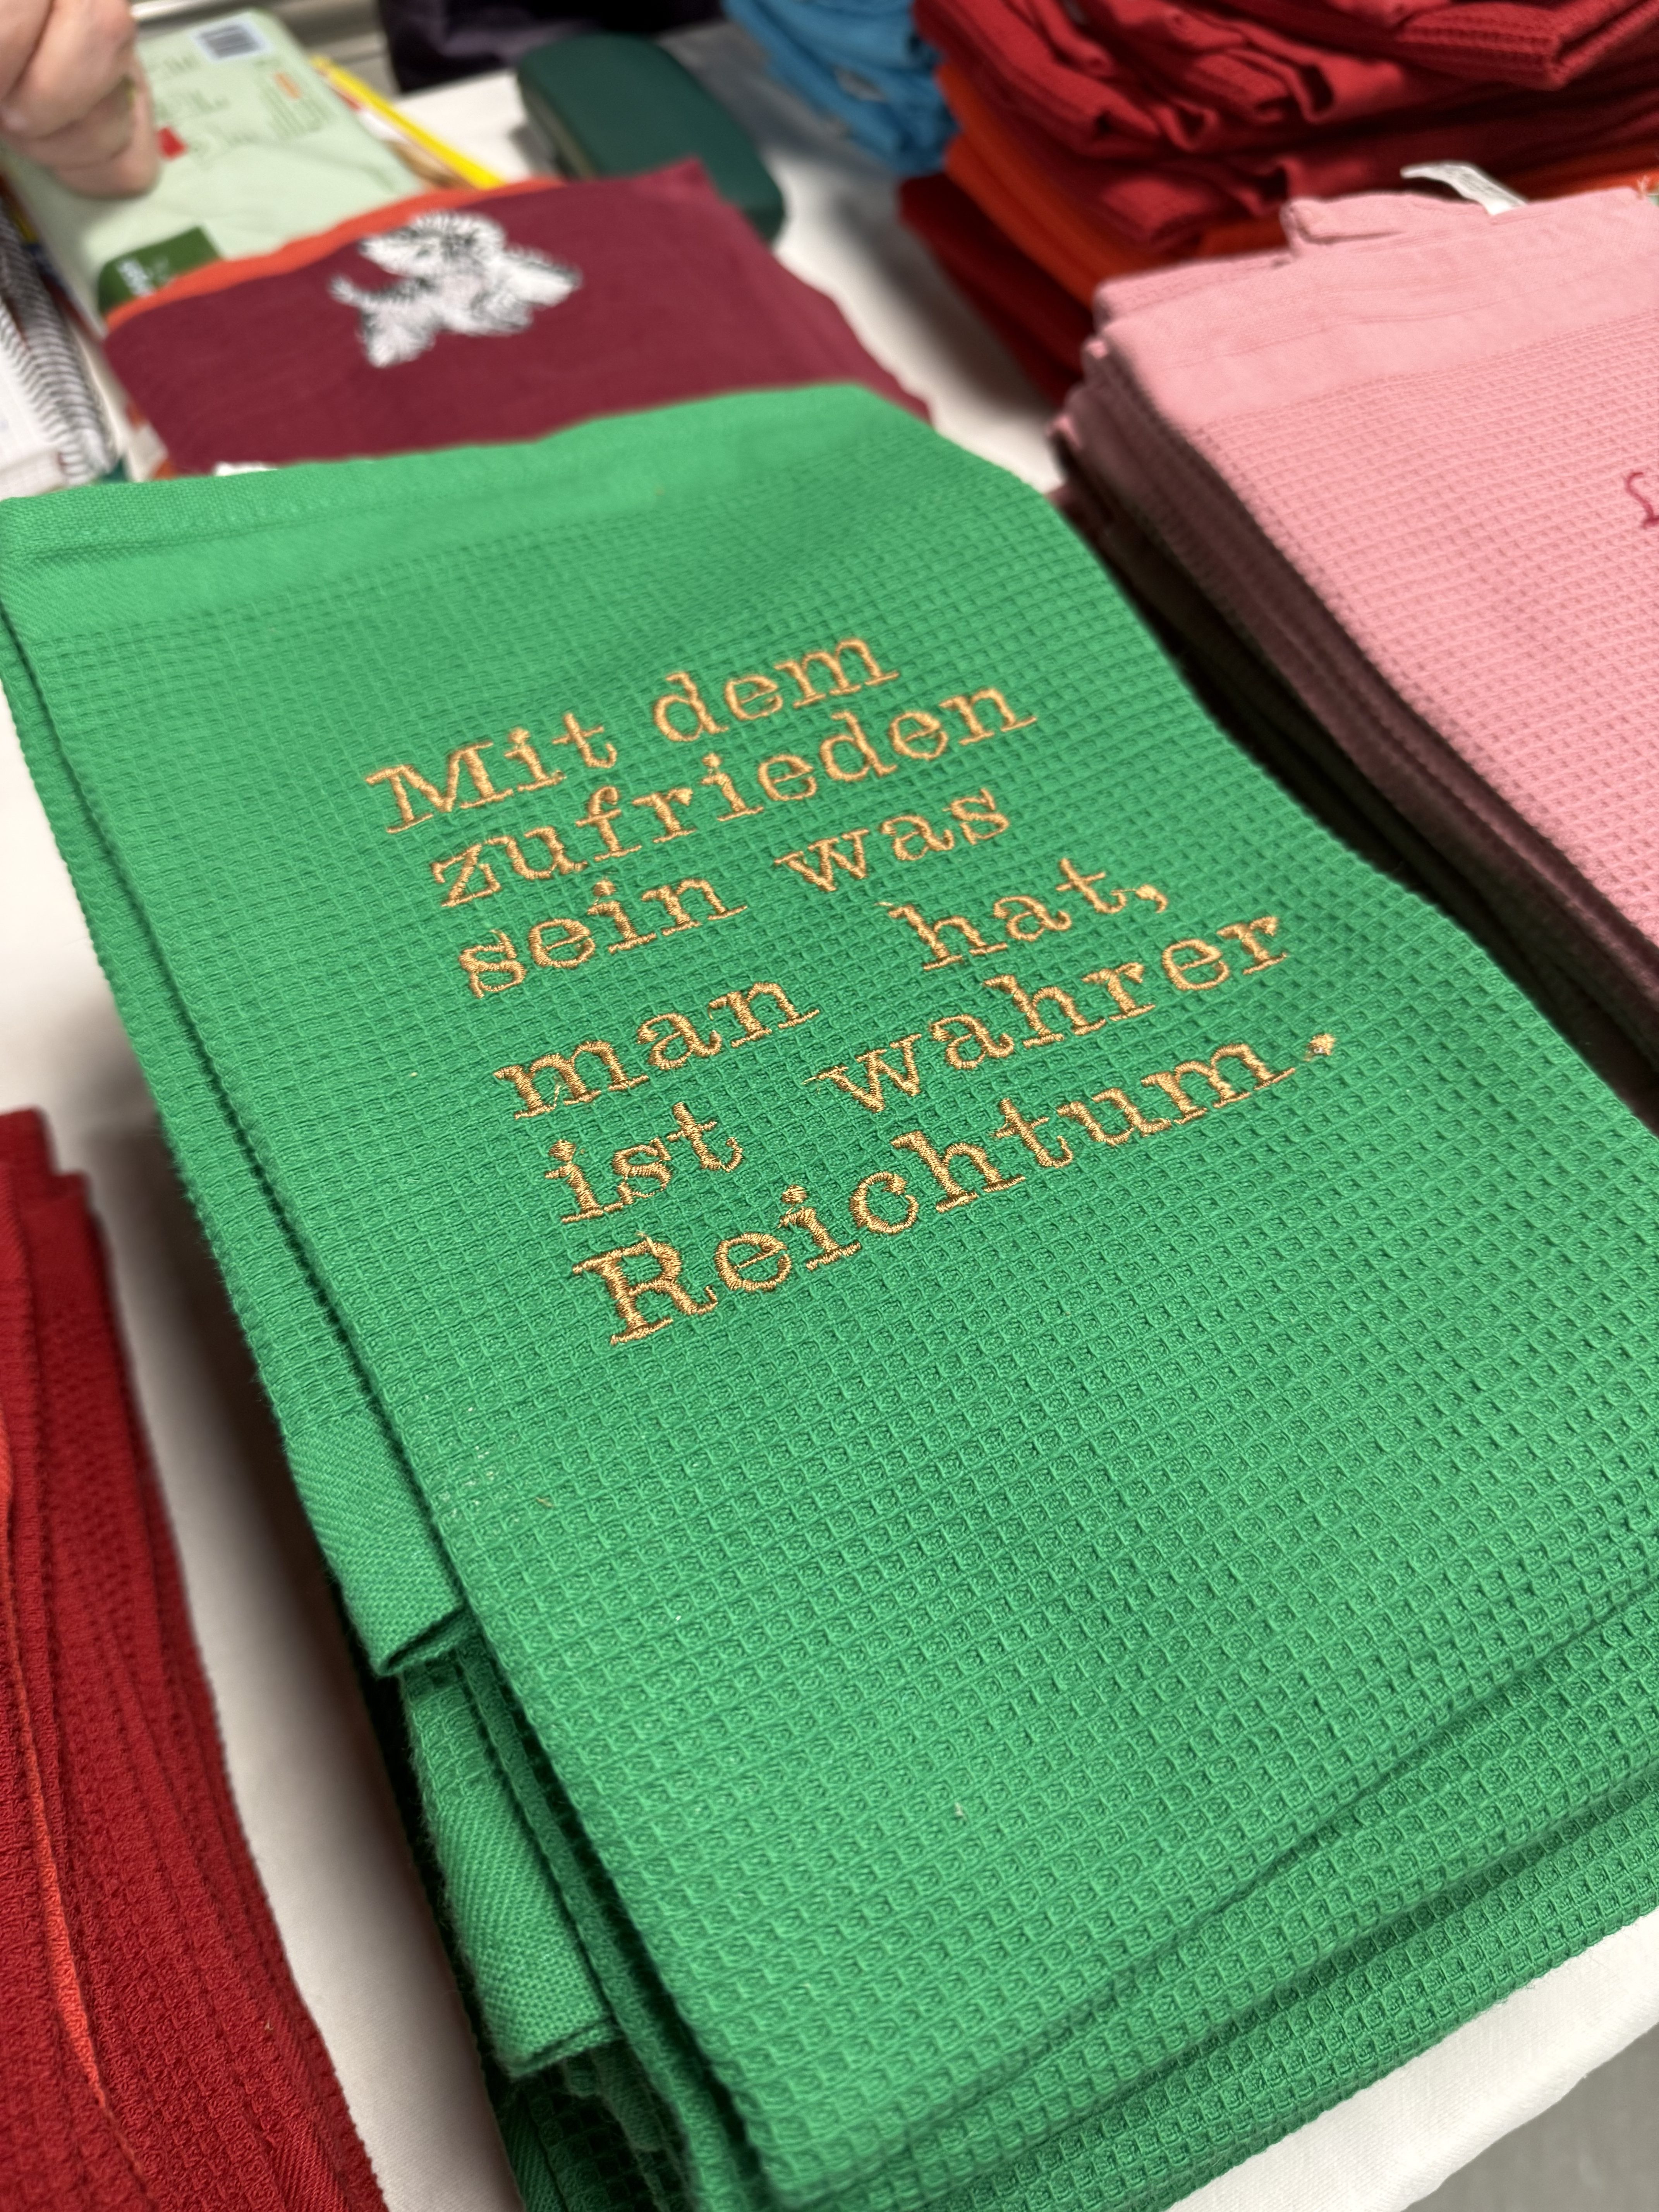 Mit dem
zufrieden
sein was
man hat,
ist wahrer
Reichtum.